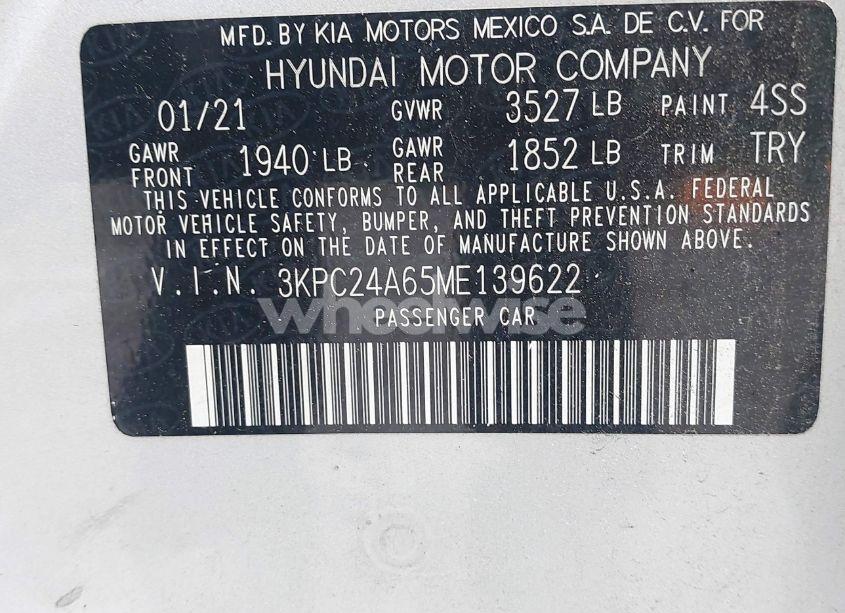 MFD. BY KIA MOTORS MEXICO S.A. DE C.V. FOR
HYUNDAI MOTOR COMPANY
01/21 GVWR 3527 LB PAINT 4SS
GAWR FRONT 1940 LB GAWR REAR 1852 LB TRIM TRY
THIS VEHICLE CONFORMS TO ALL APPLICABLE U.S.A. FEDERAL
MOTOR VEHICLE SAFETY, BUMPER, AND THEFT PREVENTION STANDARDS
IN EFFECT ON THE DATE OF MANUFACTURE SHOWN ABOVE.
V.I.N. 3KPC24A65ME139622
wheelwise
PASSENGER CAR